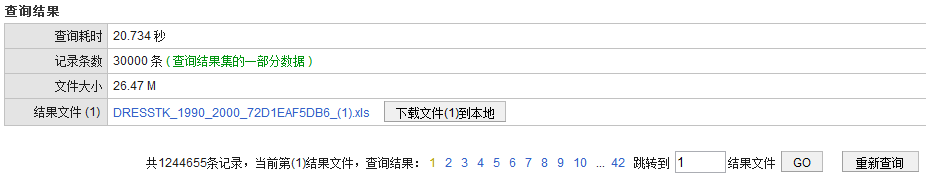 查询结果
查询耗时 20.734 秒
记录条数 30000 条 ( 查询结果集的一部分数据 )
文件大小 26.47 M
结果文件 (1) DRESSTK_1990_2000_72D1EAF5DB6_(1).xls 下载文件(1)到本地
共1244655条记录，当前第(1)结果文件，查询结果： 1 2 3 4 5 6 7 8 9 10 ... 42 跳转到 1 结果文件 GO 重新查询